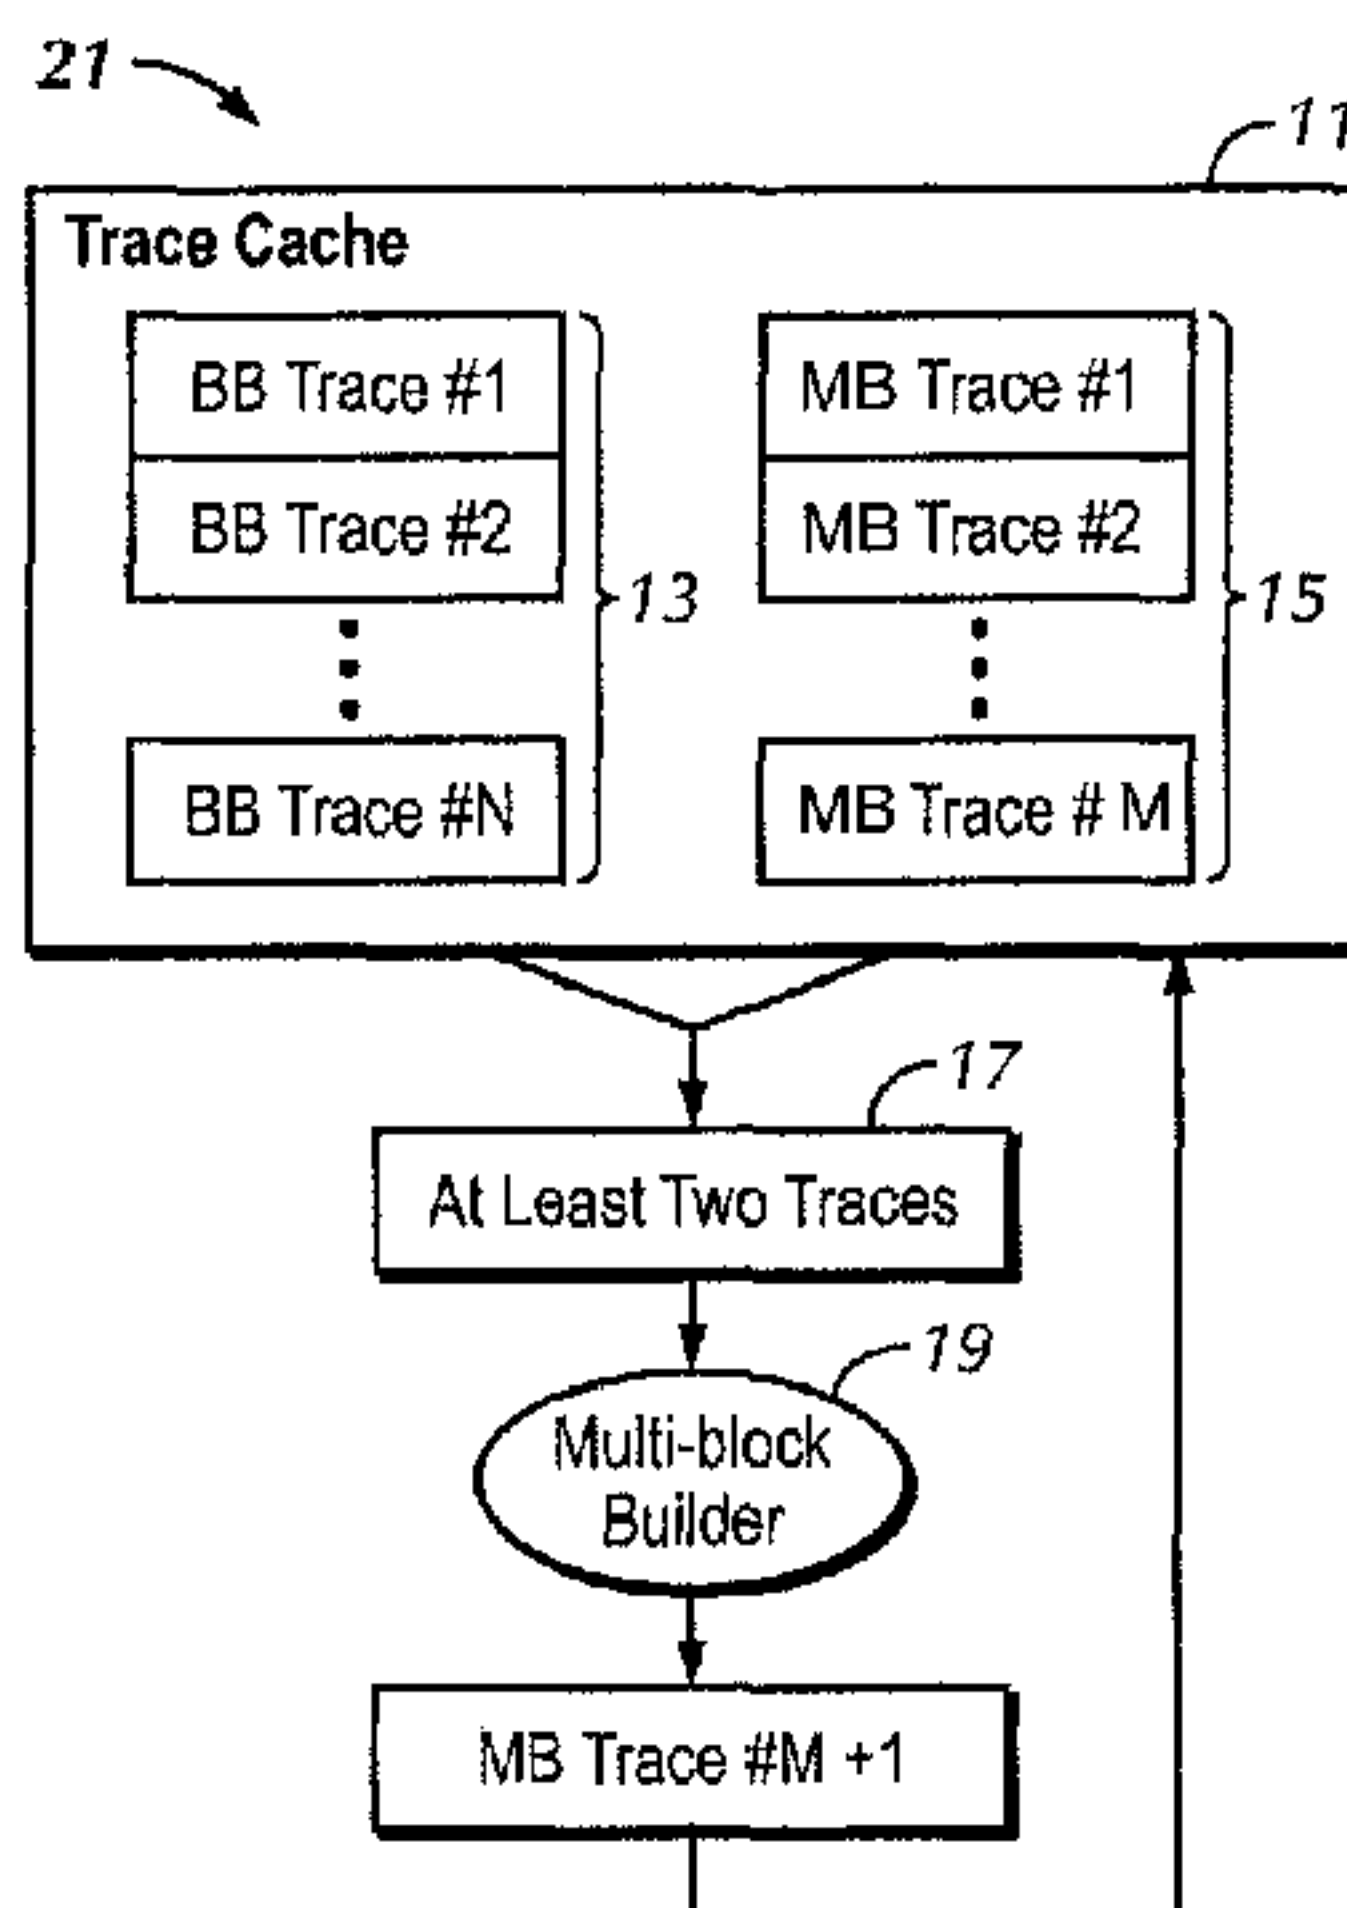 21
11
Trace Cache
BB Trace #1
BB Trace #2
BB Trace #N
13
MB Trace #1
MB Trace #2
MB Trace # M
15
17
At Least Two Traces
19
Multi-block
Builder
MB Trace #M +1